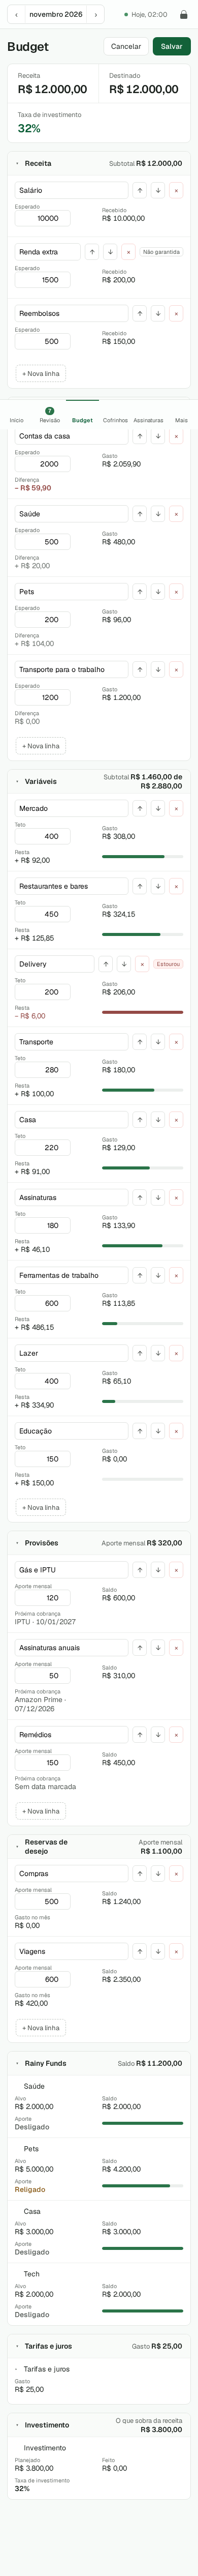 ‹ novembro 2026 › Hoje, 02:00
Budget Cancelar Salvar
Receita Destinado
R$ 12.000,00 R$ 12.000,00
Taxa de investimento
32%
Receita Subtotal R$ 12.000,00
Salário ↑ ↓ ×
Esperado Recebido
10000 R$ 10.000,00
Renda extra ↑ ↓ × Não garantida
Esperado Recebido
1500 R$ 200,00
Reembolsos ↑ ↓ ×
Esperado Recebido
500 R$ 150,00
+ Nova linha
7
Início Revisão Budget Cofrinhos Assinaturas Mais
Contas da casa ↑ ↓ ×
Esperado Gasto
2000 R$ 2.059,90
Diferença
− R$ 59,90
Saúde ↑ ↓ ×
Esperado Gasto
500 R$ 480,00
Diferença
+ R$ 20,00
Pets ↑ ↓ ×
Esperado Gasto
200 R$ 96,00
Diferença
+ R$ 104,00
Transporte para o trabalho ↑ ↓ ×
Esperado Gasto
1200 R$ 1.200,00
Diferença
R$ 0,00
+ Nova linha
Variáveis Subtotal R$ 1.460,00 de
R$ 2.880,00
Mercado ↑ ↓ ×
Teto Gasto
400 R$ 308,00
Resta
+ R$ 92,00
Restaurantes e bares ↑ ↓ ×
Teto Gasto
450 R$ 324,15
Resta
+ R$ 125,85
Delivery ↑ ↓ × Estourou
Teto Gasto
200 R$ 206,00
Resta
− R$ 6,00
Transporte ↑ ↓ ×
Teto Gasto
280 R$ 180,00
Resta
+ R$ 100,00
Casa ↑ ↓ ×
Teto Gasto
220 R$ 129,00
Resta
+ R$ 91,00
Assinaturas ↑ ↓ ×
Teto Gasto
180 R$ 133,90
Resta
+ R$ 46,10
Ferramentas de trabalho ↑ ↓ ×
Teto Gasto
600 R$ 113,85
Resta
+ R$ 486,15
Lazer ↑ ↓ ×
Teto Gasto
400 R$ 65,10
Resta
+ R$ 334,90
Educação ↑ ↓ ×
Teto Gasto
150 R$ 0,00
Resta
+ R$ 150,00
+ Nova linha
Provisões Aporte mensal R$ 320,00
Gás e IPTU ↑ ↓ ×
Aporte mensal Saldo
120 R$ 600,00
Próxima cobrança
IPTU · 10/01/2027
Assinaturas anuais ↑ ↓ ×
Aporte mensal Saldo
50 R$ 310,00
Próxima cobrança
Amazon Prime ·
07/12/2026
Remédios ↑ ↓ ×
Aporte mensal Saldo
150 R$ 450,00
Próxima cobrança
Sem data marcada
+ Nova linha
Reservas de desejo Aporte mensal
R$ 1.100,00
Compras ↑ ↓ ×
Aporte mensal Saldo
500 R$ 1.240,00
Gasto no mês
R$ 0,00
Viagens ↑ ↓ ×
Aporte mensal Saldo
600 R$ 2.350,00
Gasto no mês
R$ 420,00
+ Nova linha
Rainy Funds Saldo R$ 11.200,00
Saúde
Alvo Saldo
R$ 2.000,00 R$ 2.000,00
Aporte
Desligado
Pets
Alvo Saldo
R$ 5.000,00 R$ 4.200,00
Aporte
Religado
Casa
Alvo Saldo
R$ 3.000,00 R$ 3.000,00
Aporte
Desligado
Tech
Alvo Saldo
R$ 2.000,00 R$ 2.000,00
Aporte
Desligado
Tarifas e juros Gasto R$ 25,00
Tarifas e juros
Gasto
R$ 25,00
Investimento O que sobra da receita
R$ 3.800,00
Investimento
Planejado Feito
R$ 3.800,00 R$ 0,00
Taxa de investimento
32%